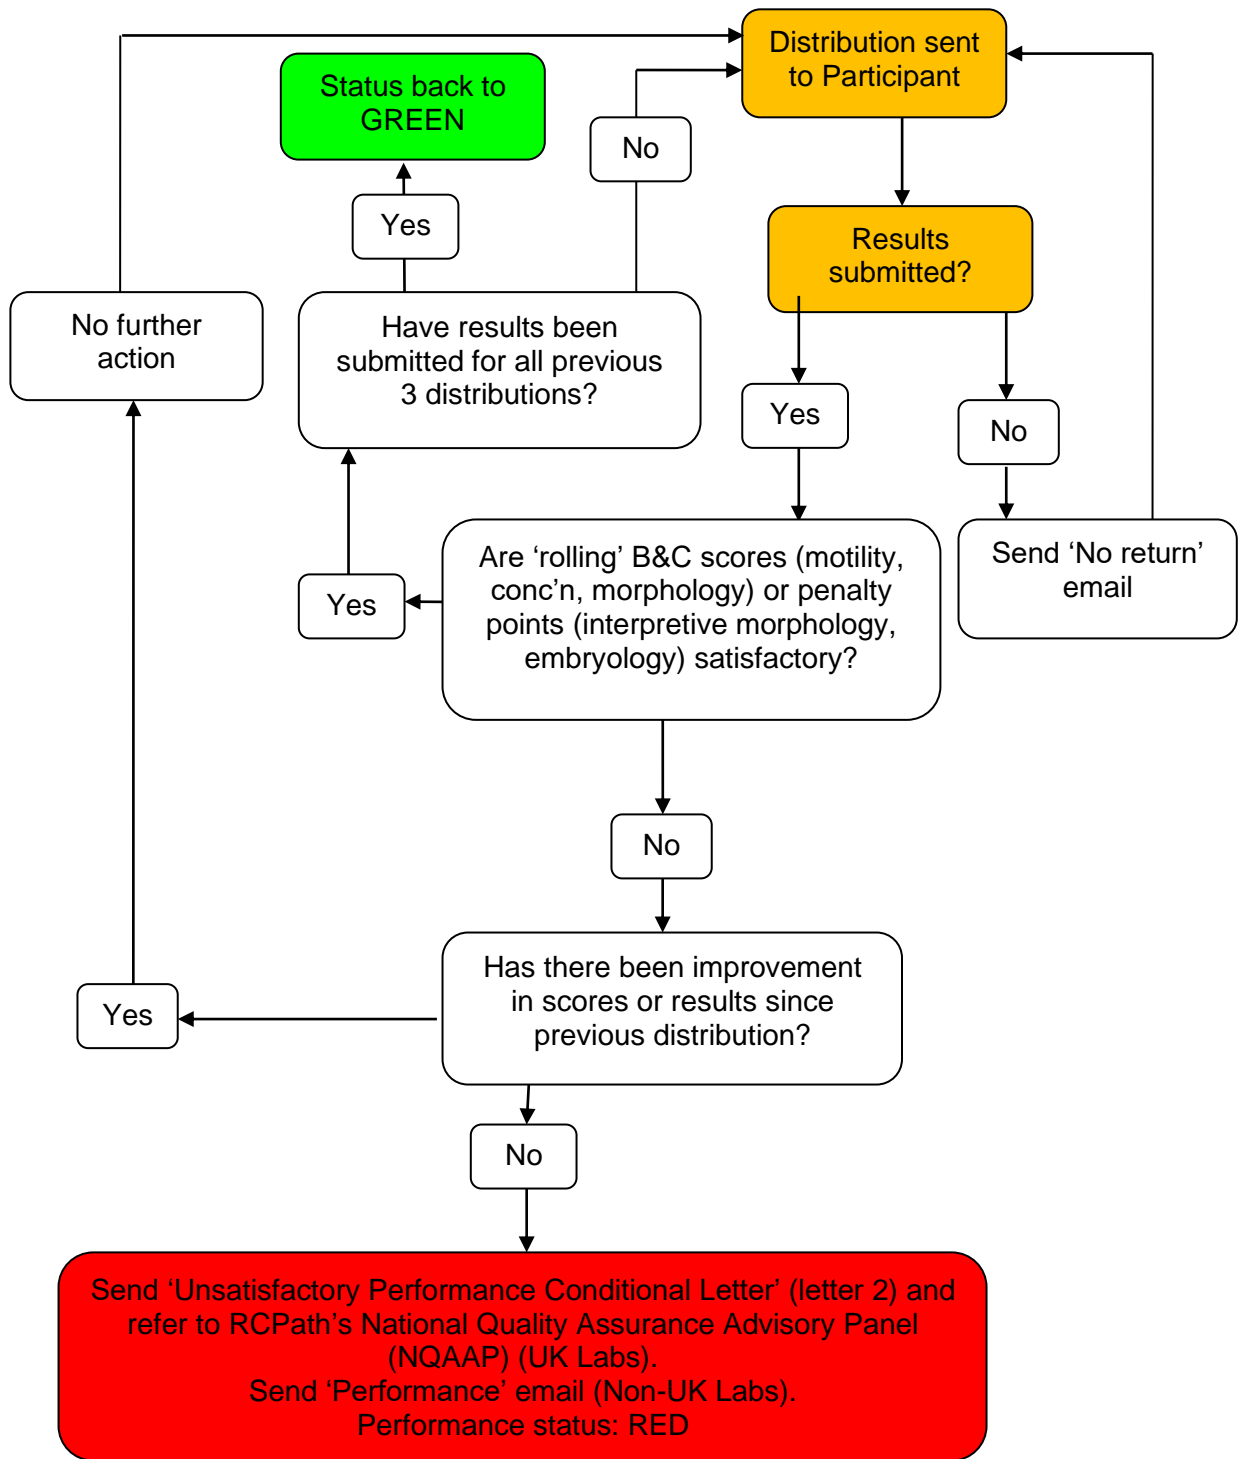 Distribution sent
to Participant
Status back to
GREEN
No
Yes
Results
submitted?
No further
action
Have results been
submitted for all previous
3 distributions?
Yes
No
Are ‘rolling’ B&C scores (motility,
conc’n, morphology) or penalty
points (interpretive morphology,
embryology) satisfactory?
Send ‘No return’
email
Yes
No
Has there been improvement
in scores or results since
previous distribution?
Yes
No
Send ‘Unsatisfactory Performance Conditional Letter’ (letter 2) and
refer to RCPath’s National Quality Assurance Advisory Panel
(NQAAP) (UK Labs).
Send ‘Performance’ email (Non-UK Labs).
Performance status: RED